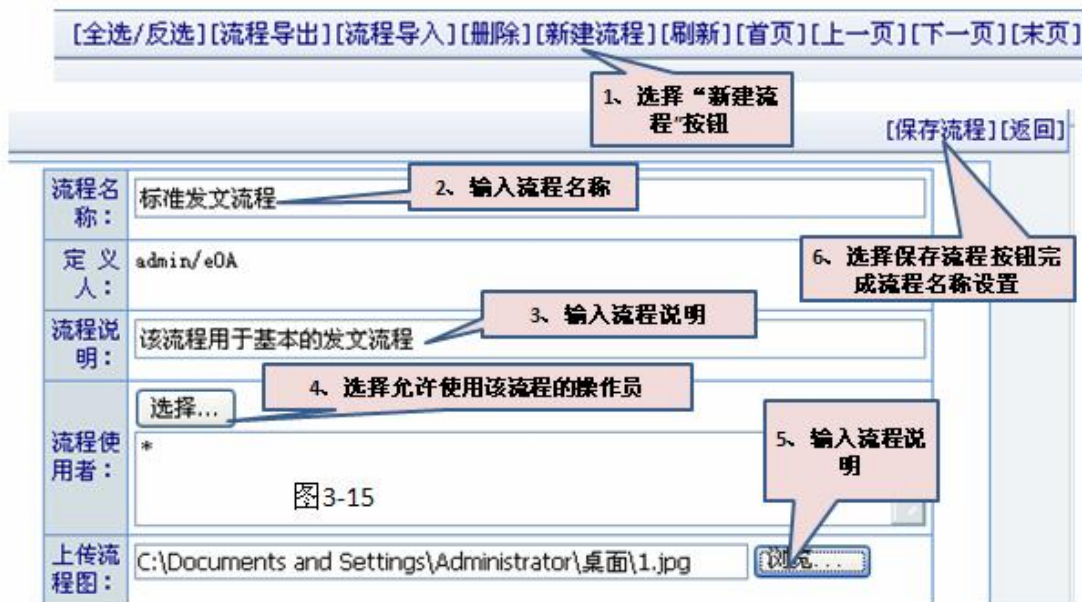 [全选/反选][流程导出][流程导入][删除][新建流程][刷新][首页][上一页][下一页][末页]
1、选择“新建流
程”按钮
[保存流程][返回]
流程名
称：
标准发文流程
2、输入流程名称
定 义
人：
admin/eOA
6、选择保存流程按钮完
成流程名称设置
流程说
明：
该流程用于基本的发文流程
3、输入流程说明
4、选择允许使用该流程的操作员
选择...
流程使
用者：
*
5、输入流程说
明
图3-15
上传流
程图：
C:\Documents and Settings\Administrator\桌面\1.jpg
浏览...